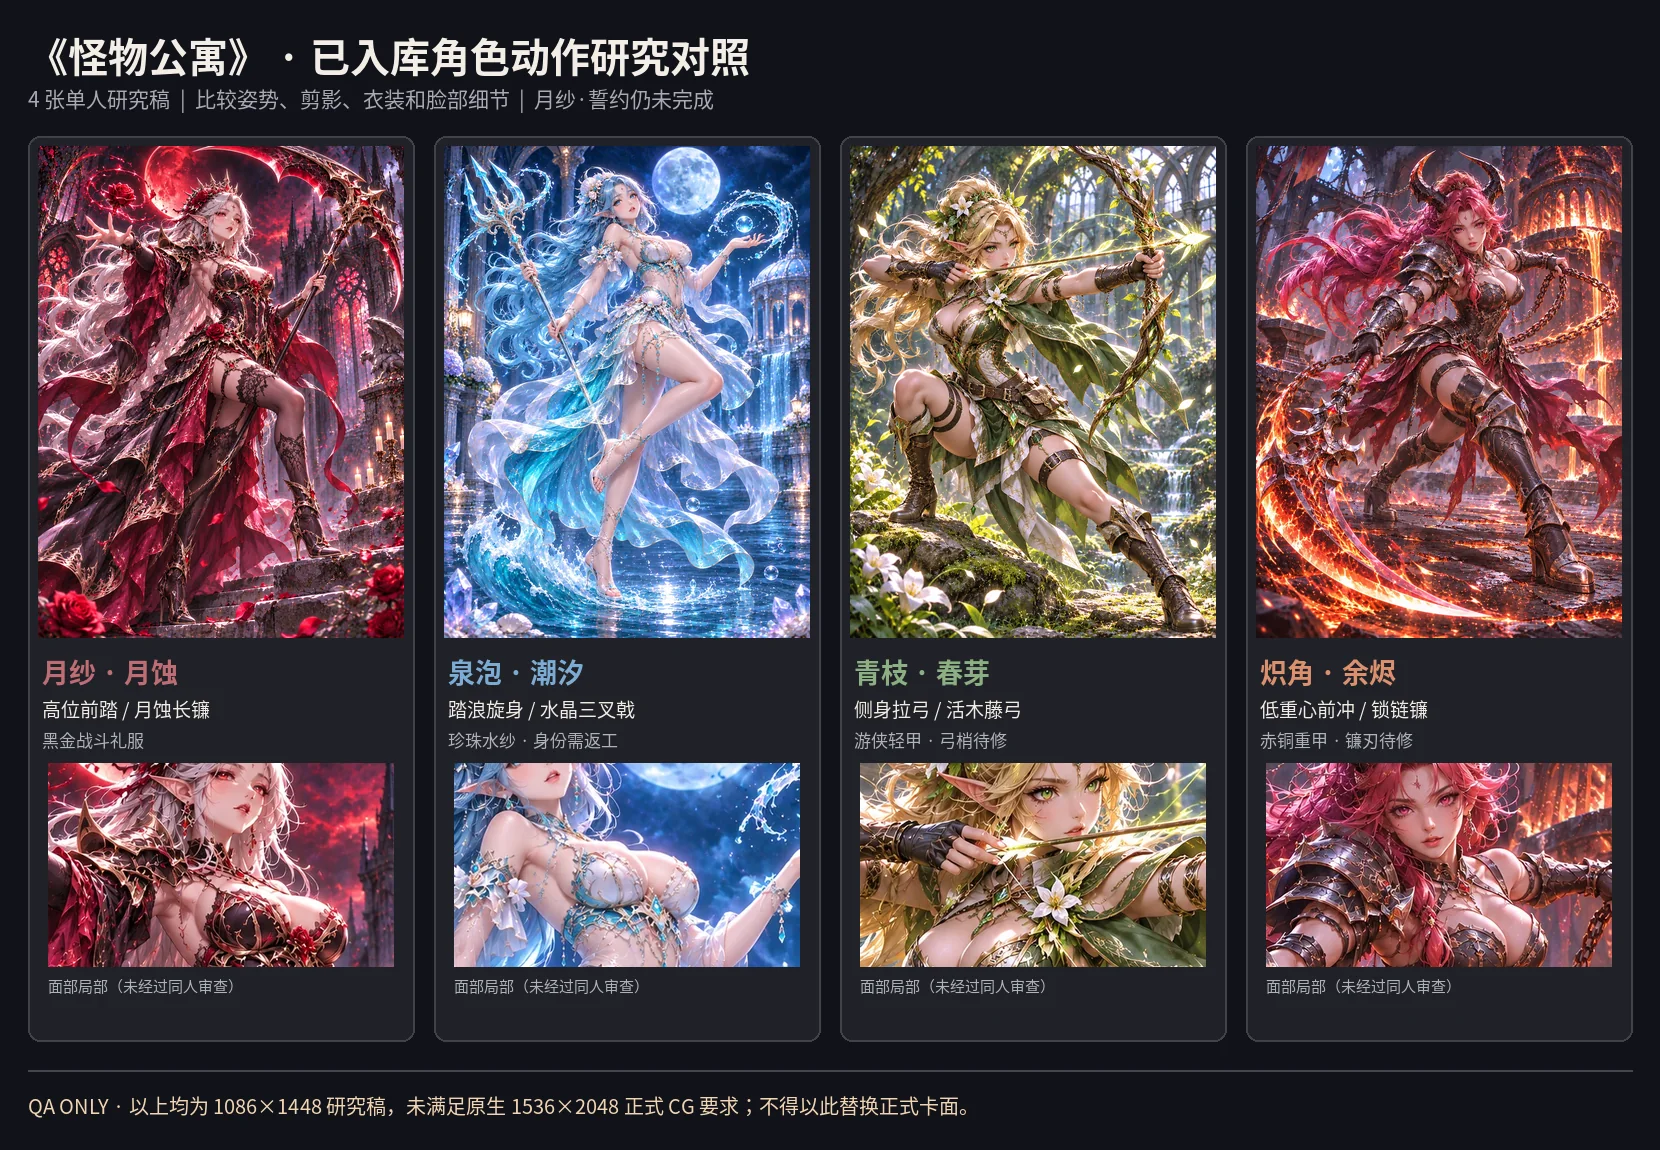 《怪物公寓》 · 已入库角色动作研究对照
4 张单人研究稿｜比较姿势、剪影、衣装和脸部细节｜月纱·誓约仍未完成
月纱 · 月蚀
高位前踏 / 月蚀长镰
黑金战斗礼服
面部局部（未经过同人审查）
泉泡 · 潮汐
踏浪旋身 / 水晶三叉戟
珍珠水纱 · 身份需返工
面部局部（未经过同人审查）
青枝 · 春芽
侧身拉弓 / 活木藤弓
游侠轻甲 · 弓梢待修
面部局部（未经过同人审查）
炽角 · 余烬
低重心前冲 / 锁链镰
赤铜重甲 · 镰刃待修
面部局部（未经过同人审查）
QA ONLY · 以上均为 1086×1448 研究稿，未满足原生 1536×2048 正式 CG 要求；不得以此替换正式卡面。